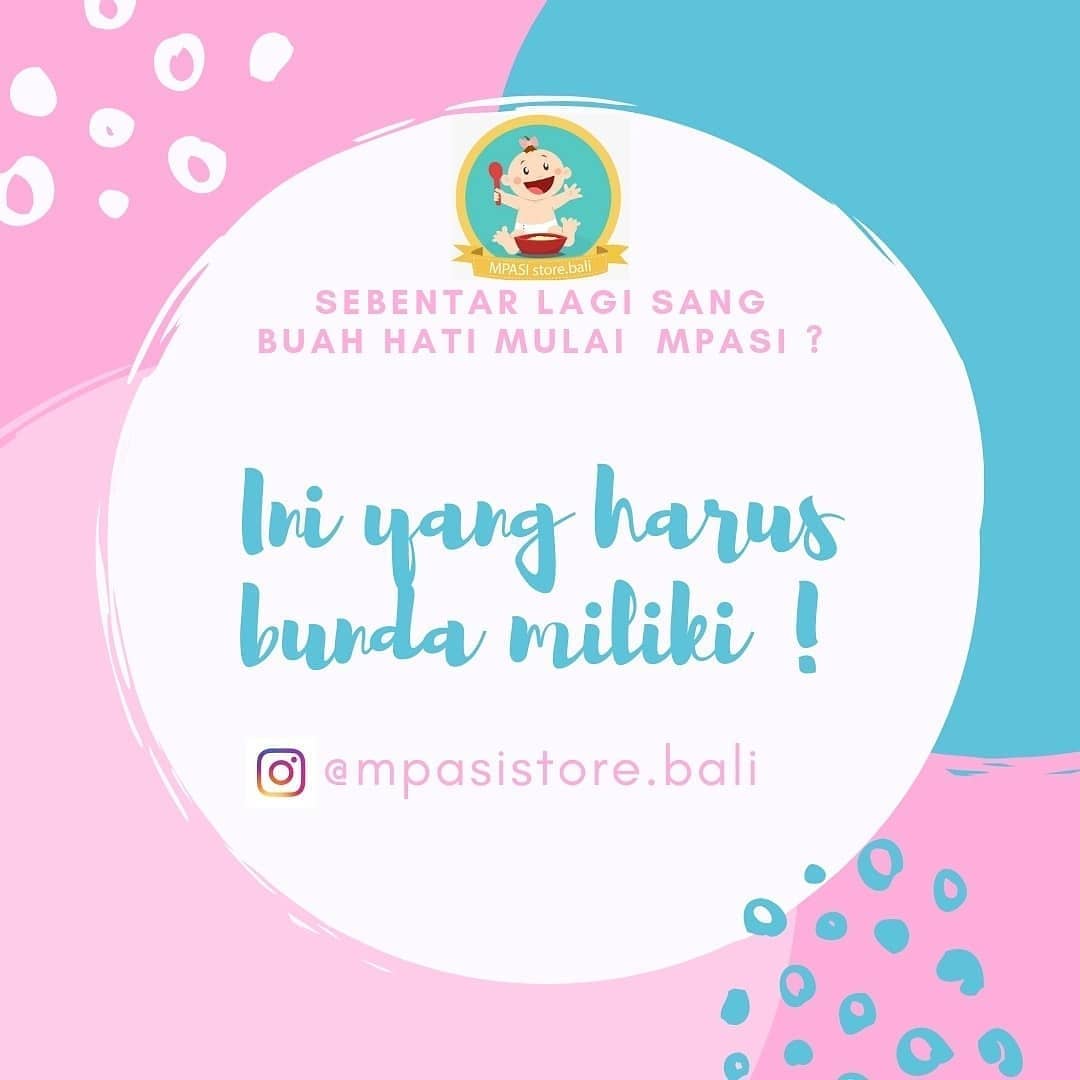 MPASI store.bali
SEBENTAR LAGI SANG
BUAH HATI MULAI MPASI ?
Ini yang harus
bunda miliki !
@mpasistore.bali